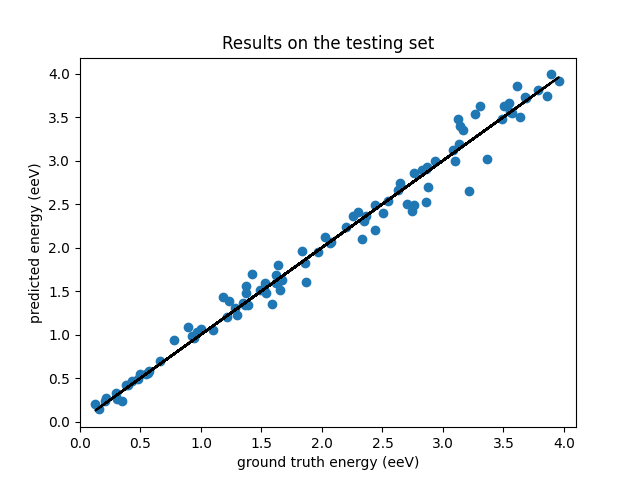 Results on the testing set
4.0
3.5
3.0
2.5
2.0
1.5
1.0
0.5
0.0
predicted energy (eeV)
0.0 0.5 1.0 1.5 2.0 2.5 3.0 3.5 4.0
ground truth energy (eeV)